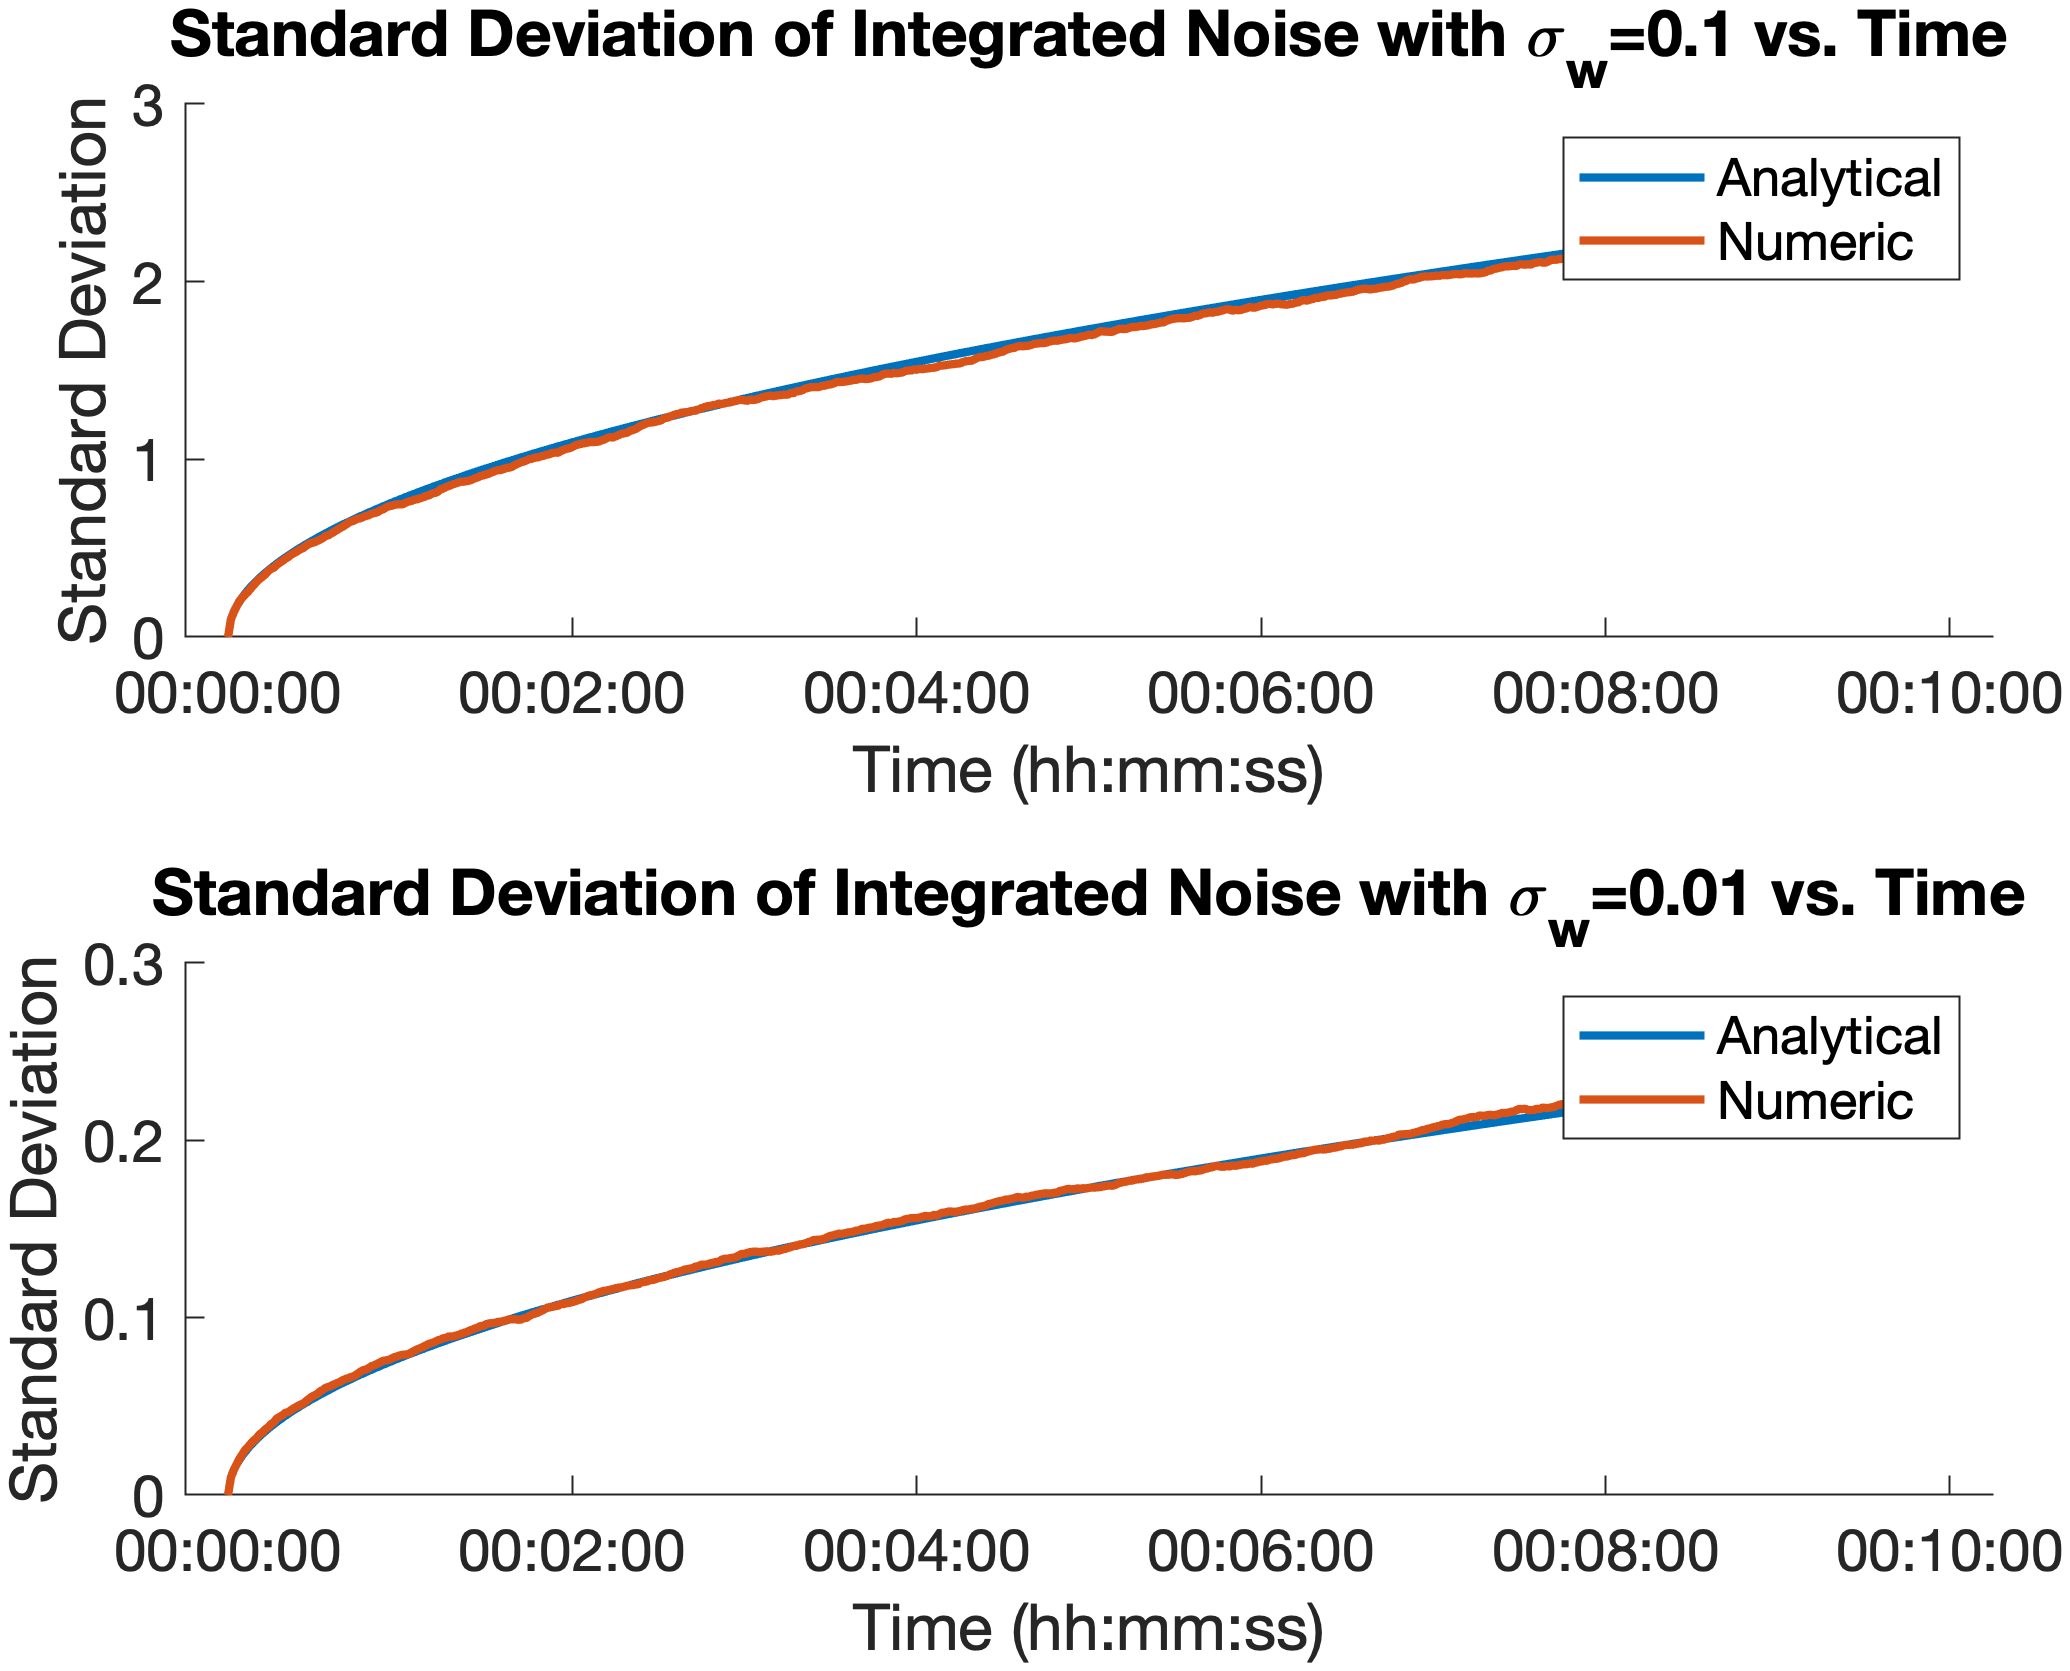 Standard Deviation of Integrated Noise with σw=0.1 vs. Time
3
2
1
0
Standard Deviation
Analytical
Numeric
00:00:00 00:02:00 00:04:00 00:06:00 00:08:00 00:10:00
Time (hh:mm:ss)
Standard Deviation of Integrated Noise with σw=0.01 vs. Time
0.3
0.2
0.1
0
Standard Deviation
Analytical
Numeric
00:00:00 00:02:00 00:04:00 00:06:00 00:08:00 00:10:00
Time (hh:mm:ss)